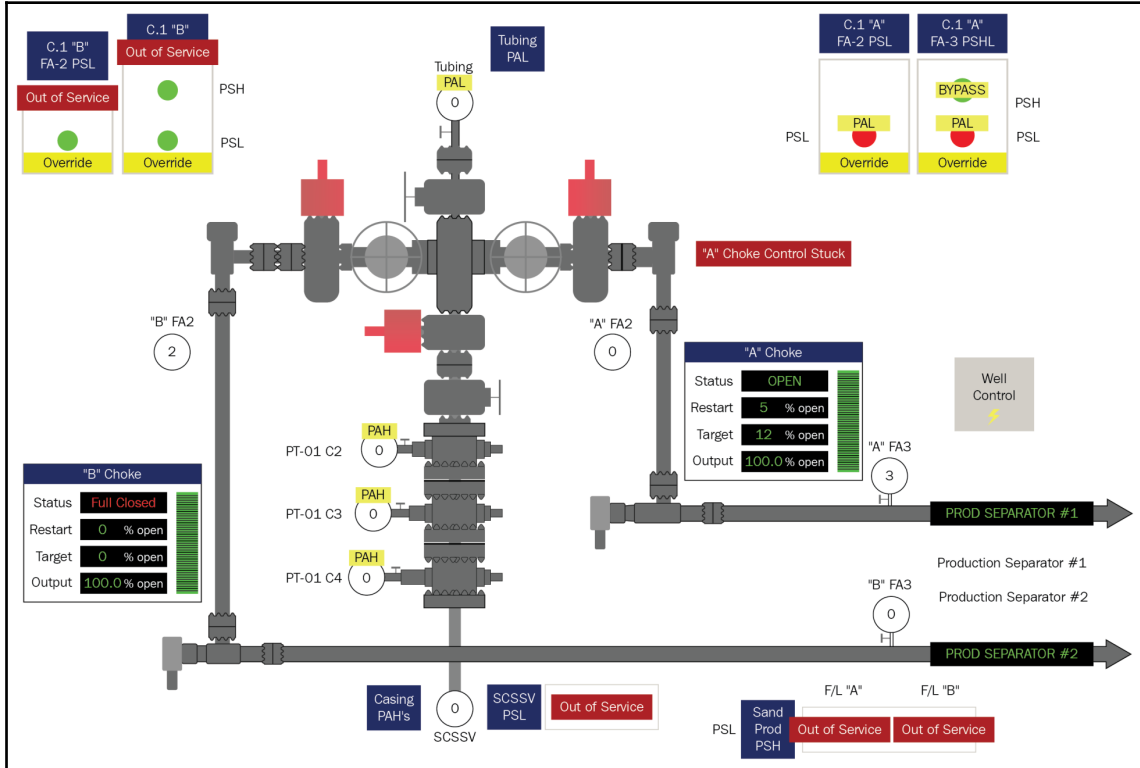 C.1 "B"
FA-2 PSL
Out of Service
Override
C.1 "B"
Out of Service
PSH
PSL
Override
Tubing
PAL
Tubing
PAL
0
C.1 "A"
FA-2 PSL
PSL
PAL
Override
C.1 "A"
FA-3 PSHL
BYPASS
PSH
PAL
PSL
Override
"A" Choke Control Stuck
"B" FA2
2
"A" FA2
0
"A" Choke
Status OPEN
Restart 5 % open
Target 12 % open
Output 100.0 % open
Well
Control
"A" FA3
3
PROD SEPARATOR #1
Production Separator #1
Production Separator #2
"B" FA3
0
PROD SEPARATOR #2
"B" Choke
Status Full Closed
Restart 0 % open
Target 0 % open
Output 100.0 % open
PAH
PT-01 C2 0
PAH
PT-01 C3 0
PAH
PT-01 C4 0
Casing
PAH's
0
SCSSV
SCSSV
PSL
Out of Service
F/L "A" F/L "B"
PSL
Sand
Prod
PSH
Out of Service Out of Service